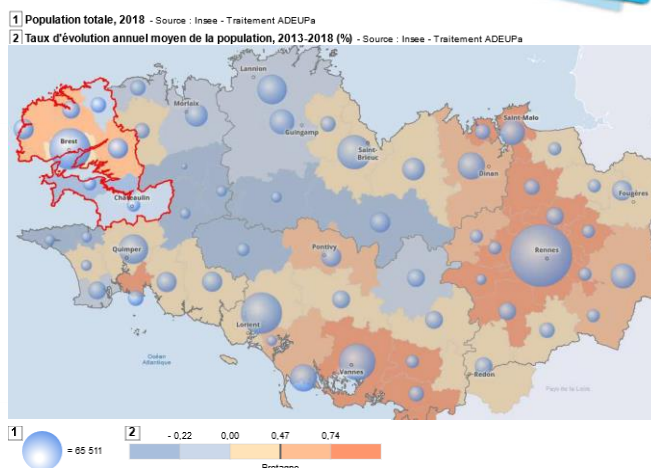 1 Population totale, 2018 - Source : Insee - Traitement ADEUPa
2 Taux d'évolution annuel moyen de la population, 2013-2018 (%) - Source : Insee - Traitement ADEUPa
Lannion
Morlaix
Guingamp
Saint-Malo
Brest
Saint-
Brieuc
Dinan
Fougères
Châteaulin
Quimper
Pontivy
Rennes
Lorient
Océan
Atlantique
Vannes
Redon
Pays de la Loire
1
2
- 0,22
0,00
0,47
0,74
= 65 511
Bretagne